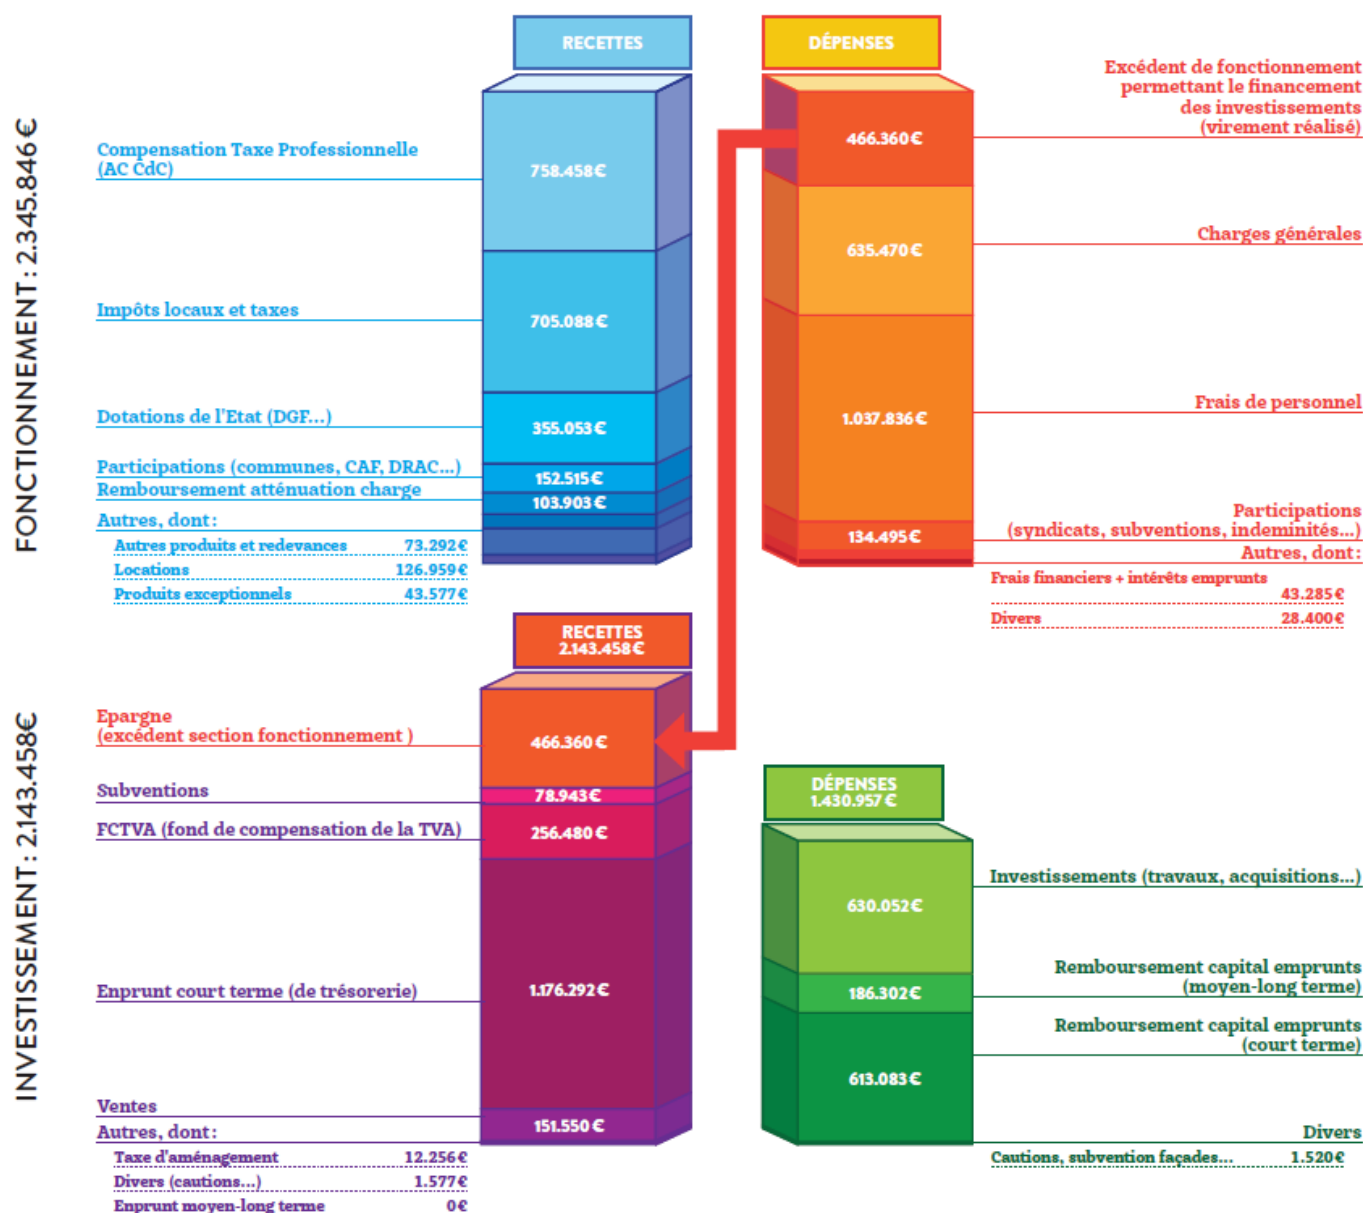 FONCTIONNEMENT : 2.345.846 €
RECETTES
Compensation Taxe Professionnelle
(AC CdC)
758.458 €
Impôts locaux et taxes
705.088 €
Dotations de l'Etat (DGF...)
355.053 €
Participations (communes, CAF, DRAC...)
152.515 €
Remboursement atténuation charge
103.903 €
Autres, dont :
Autres produits et redevances 73.292 €
Locations 126.959 €
Produits exceptionnels 43.577 €
DÉPENSES
Excédent de fonctionnement
permettant le financement
des investissements
(virement réalisé)
466.360 €
Charges générales
635.470 €
Frais de personnel
1.037.836 €
Participations
(syndicats, subventions, indeminités...)
134.495 €
Autres, dont :
Frais financiers + intérêts emprunts
43.285 €
Divers 28.400 €
INVESTISSEMENT : 2.143.458€
RECETTES
2.143.458 €
Epargne
(excédent section fonctionnement )
466.360 €
Subventions
78.943 €
FCTVA (fond de compensation de la TVA)
256.480 €
Enprunt court terme (de trésorerie)
1.176.292 €
Ventes
151.550 €
Autres, dont :
Taxe d'aménagement 12.256 €
Divers (cautions...) 1.577 €
Enprunt moyen-long terme 0 €
DÉPENSES
1.430.957 €
Investissements (travaux, acquisitions...)
630.052 €
Remboursement capital emprunts
(moyen-long terme)
186.302 €
Remboursement capital emprunts
(court terme)
613.083 €
Divers
Cautions, subvention façades... 1.520 €